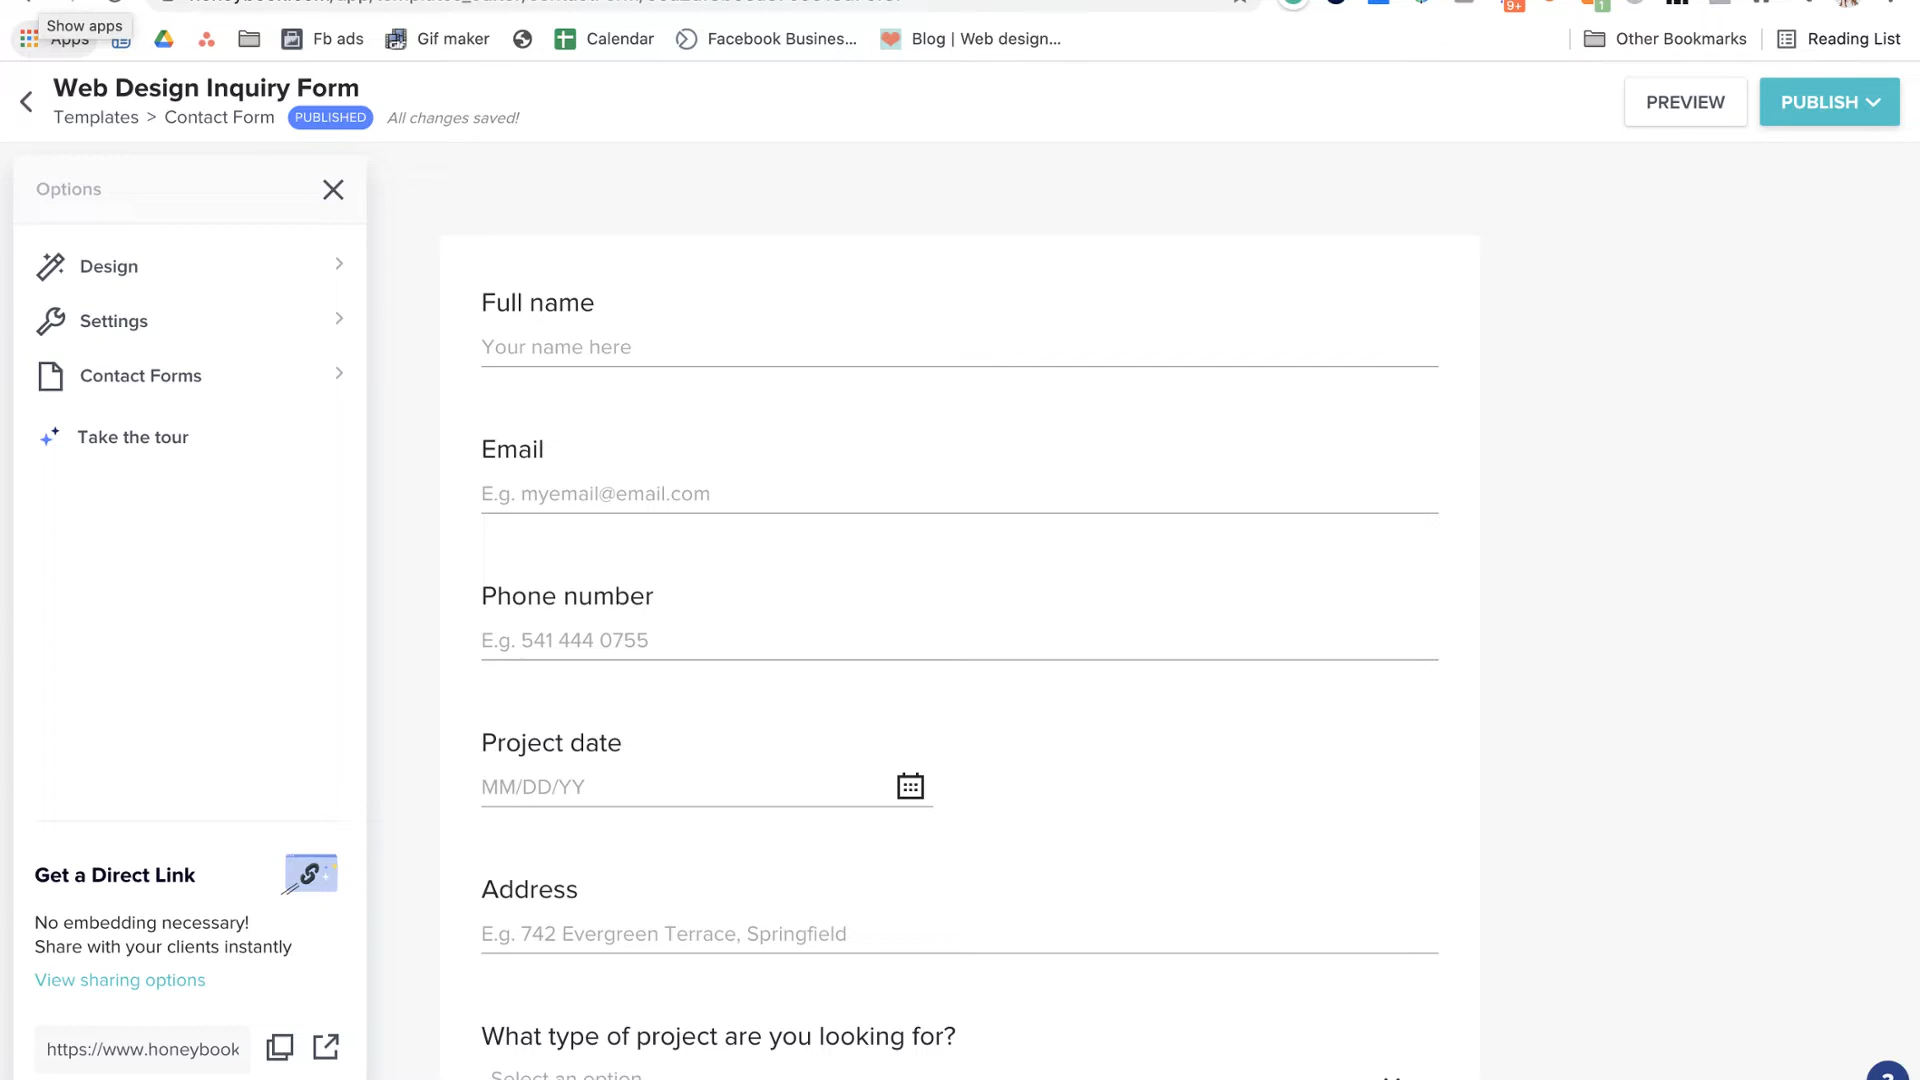 Show apps
Apps
Fb ads
Gif maker
Calendar
Facebook Busines...
Blog | Web design...
Other Bookmarks
Reading List
Web Design Inquiry Form
Templates > Contact Form
PUBLISHED
All changes saved!
PREVIEW
PUBLISH
Options
Design
Settings
Contact Forms
Take the tour
Get a Direct Link
No embedding necessary!
Share with your clients instantly
View sharing options
https://www.honeybook
Full name
Your name here
Email
E.g. myemail@email.com
Phone number
E.g. 541 444 0755
Project date
MM/DD/YY
Address
E.g. 742 Evergreen Terrace, Springfield
What type of project are you looking for?
Select an option